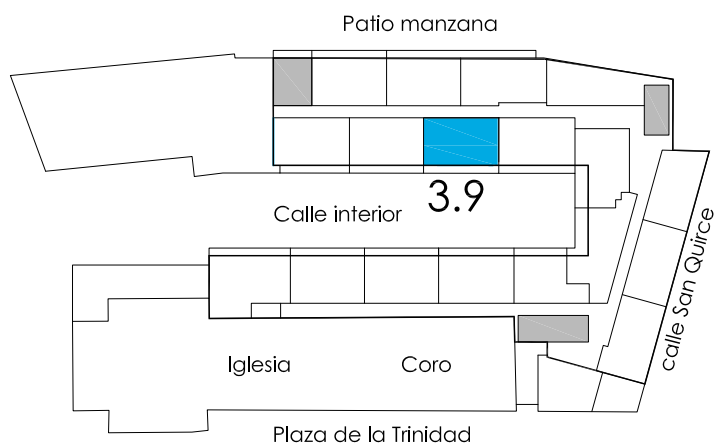 Patio manzana
3.9
Calle interior
calle San Quirce
Iglesia
Coro
Plaza de la Trinidad